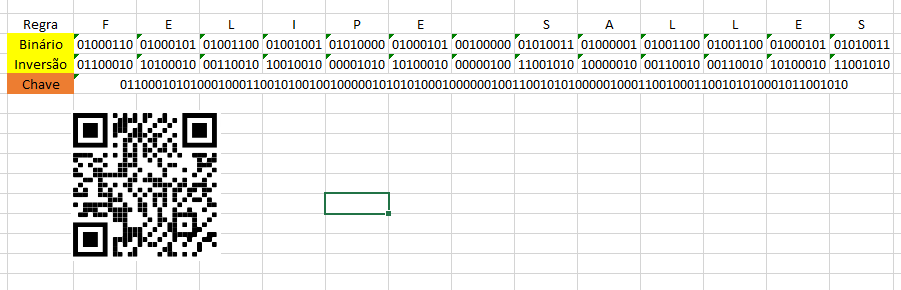 Regra F E L I P E S A L L E S
Binário 01000110 01000101 01001100 01001001 01010000 01000101 00100000 01010011 01000001 01001100 01001100 01000101 01010011
Inversão 01100010 10100010 00110010 10010010 00001010 10100010 00000100 11001010 10000010 00110010 00110010 10100010 11001010
Chave 01100010101000100011001010010010000010101010001000000100110010101000001000110010001100101010001011001010